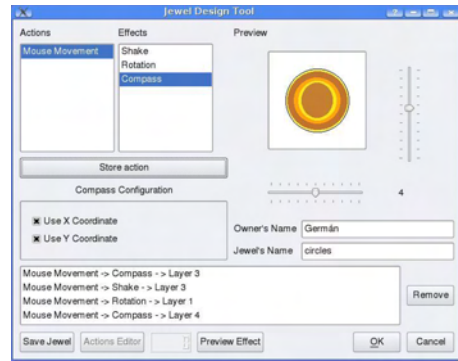 Jewel Design Tool
Actions
Effects
Preview
Mouse Movement
Shake
Rotation
Compass
Store action
Compass Configuration
4
Use X Coordinate
Use Y Coordinate
Owner's Name
Germán
Jewel's Name
circles
Mouse Movement -> Compass - > Layer 3
Mouse Movement -> Shake - > Layer 3
Mouse Movement -> Rotation - > Layer 1
Mouse Movement -> Compass - > Layer 4
Remove
Save Jewel
Actions Editor
Preview Effect
OK
Cancel